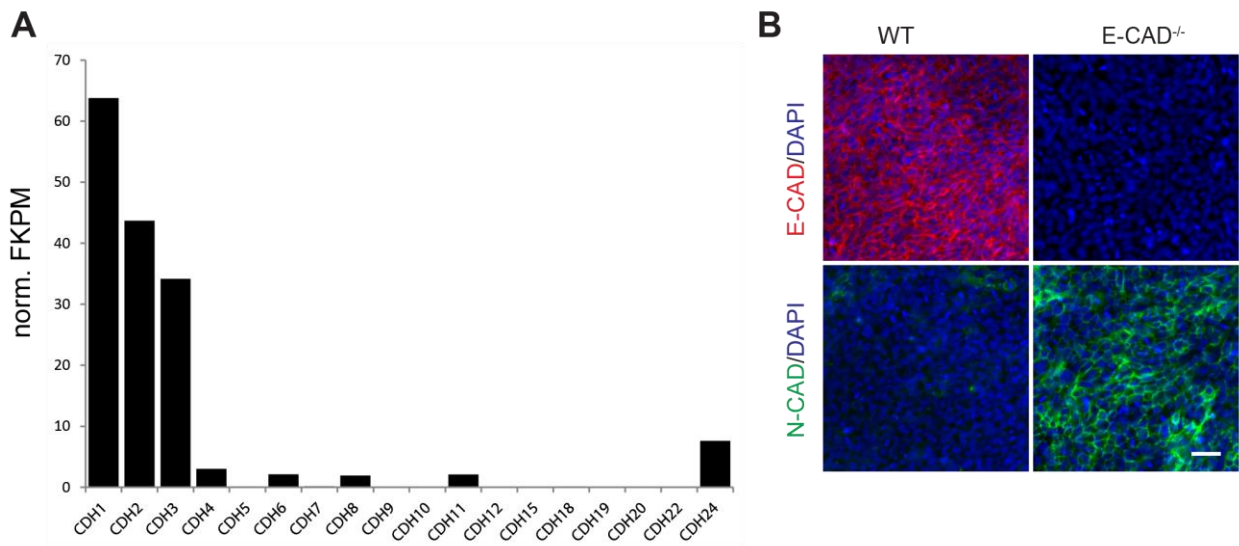 A
norm. FKPM
70
60
50
40
30
20
10
0
CDH1
CDH2
CDH3
CDH4
CDH5
CDH6
CDH7
CDH8
CDH9
CDH10
CDH11
CDH12
CDH15
CDH18
CDH19
CDH20
CDH22
CDH24
B
WT
E-CAD-/-
E-CAD/DAPI
N-CAD/DAPI